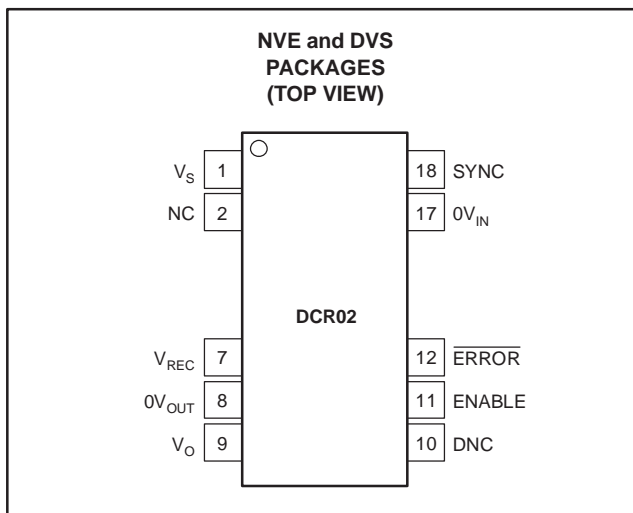 NVE and DVS
PACKAGES
(TOP VIEW)
V_S 1 18 SYNC
NC 2 17 0V_IN
DCR02
V_REC 7 12 ERROR
0V_OUT 8 11 ENABLE
V_O 9 10 DNC